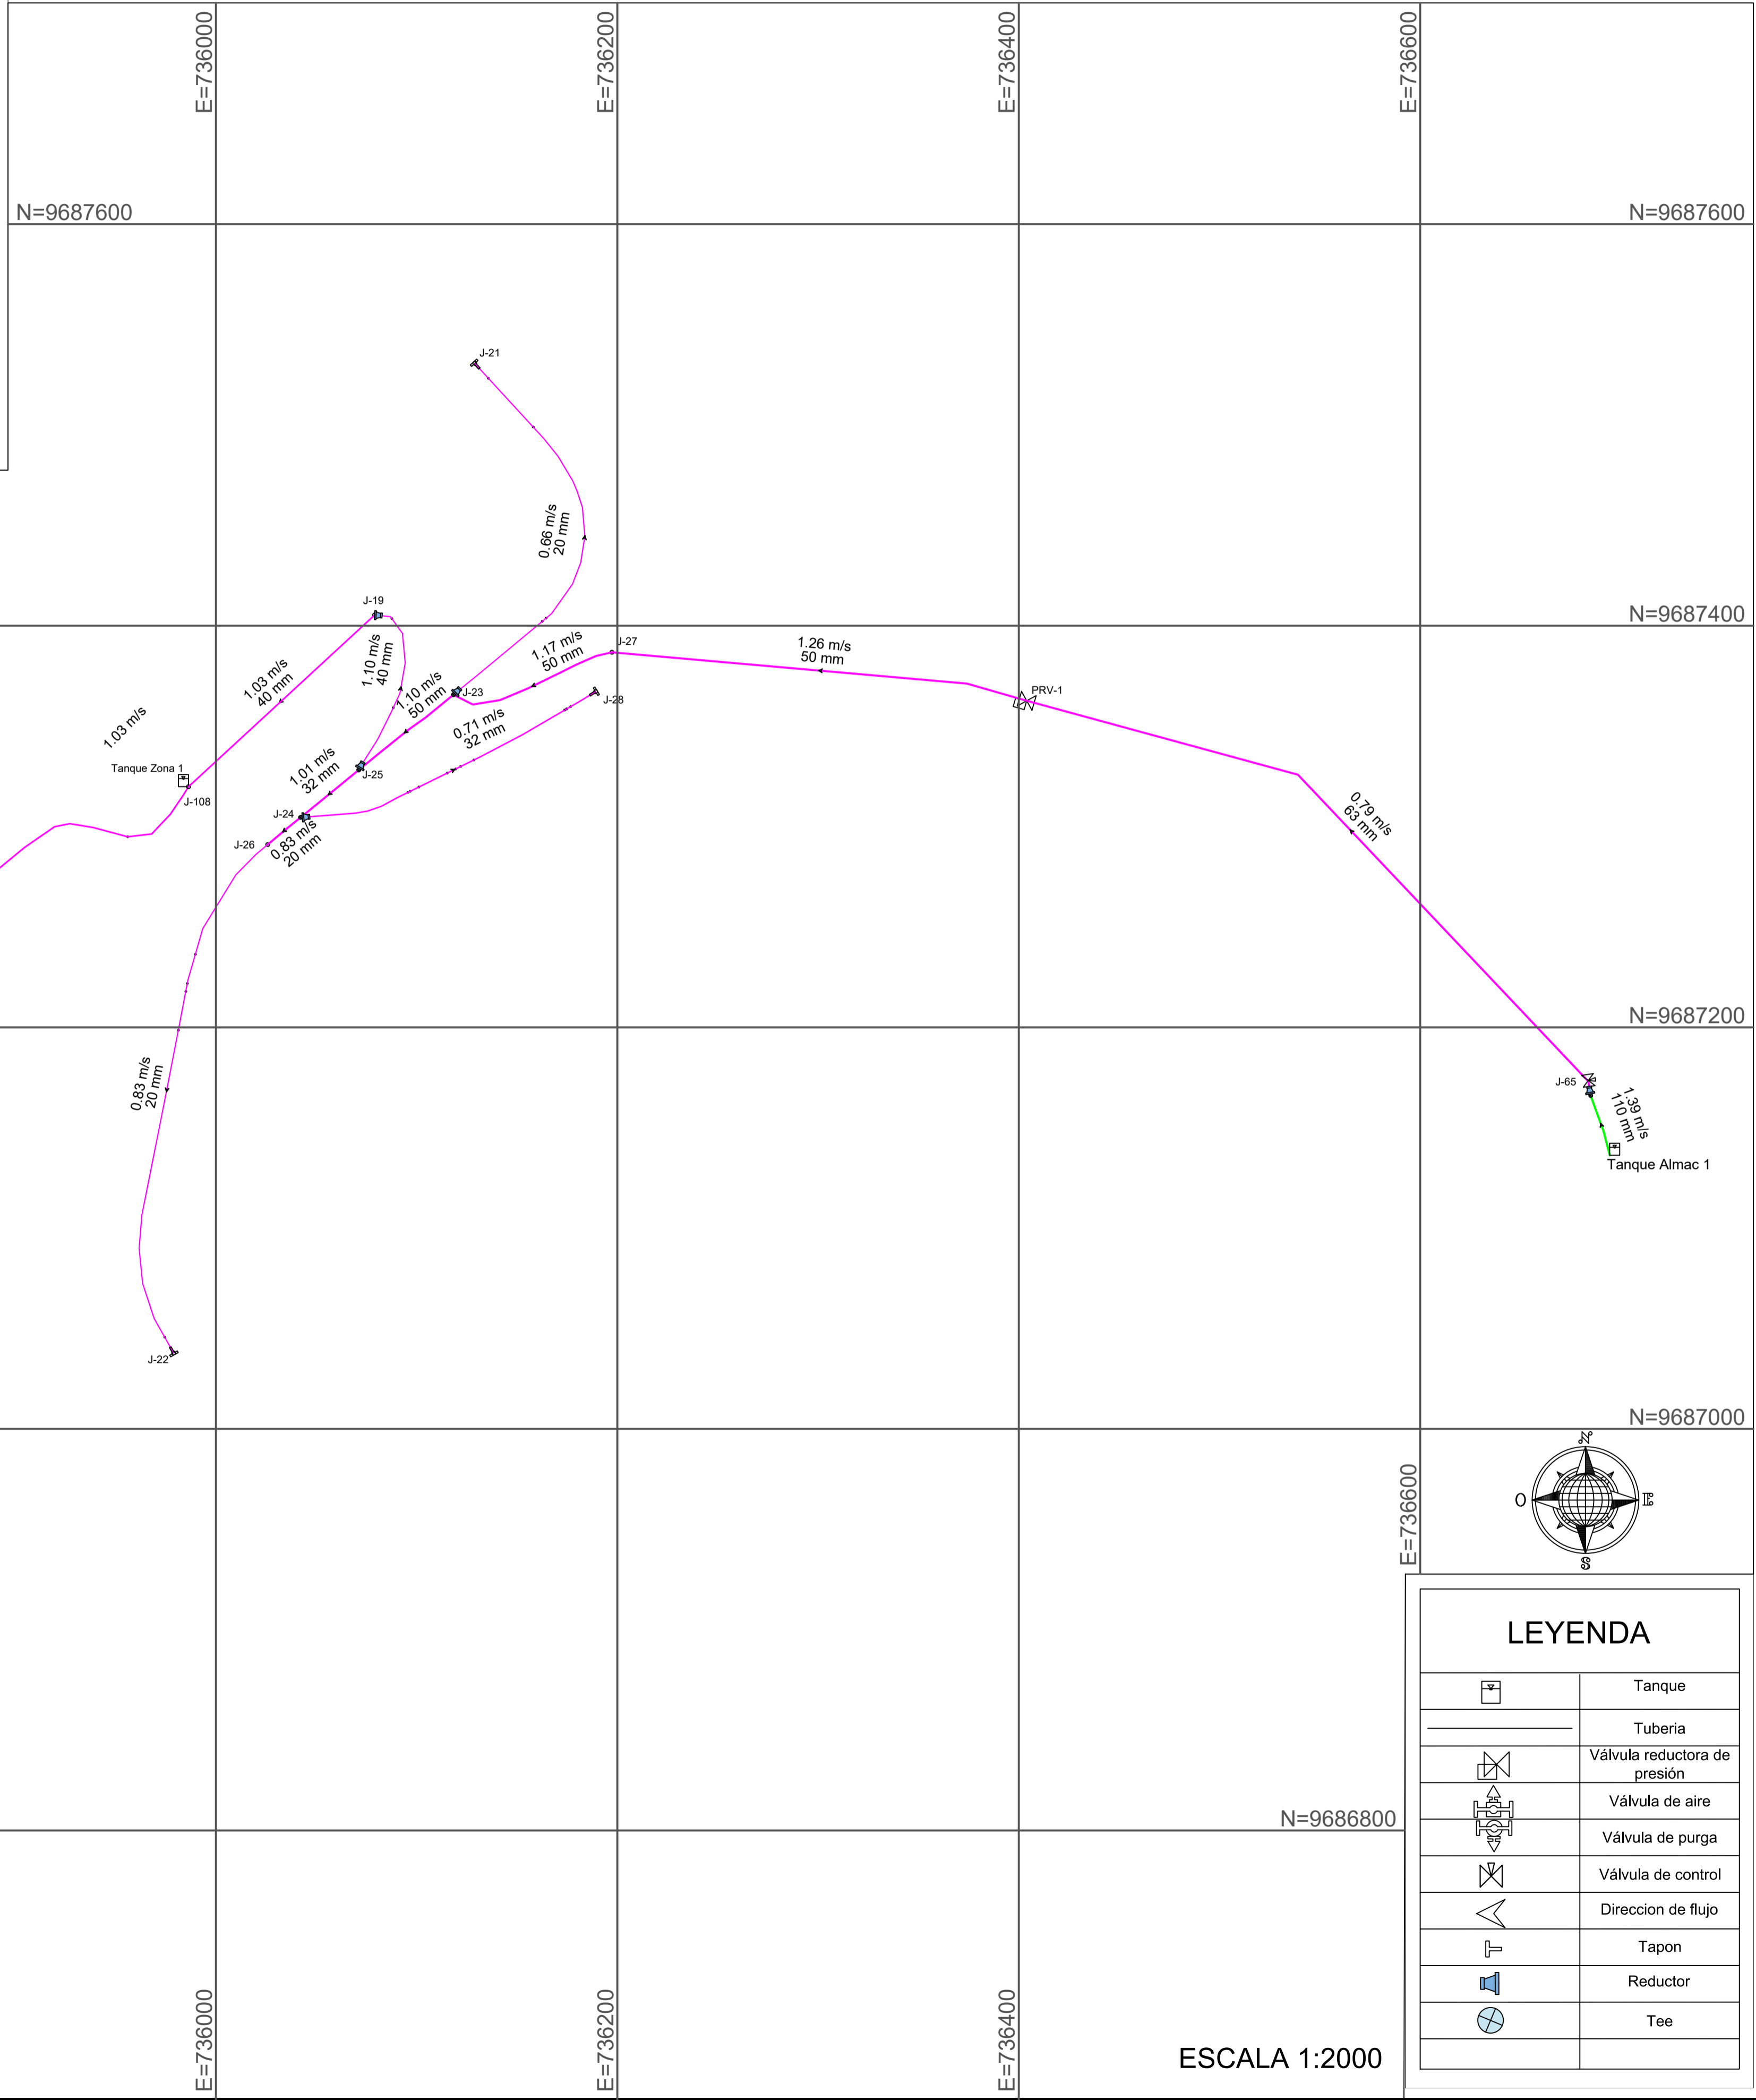 E=736000
E=736200
E=736400
E=736600
N=9687600
N=9687600
J-21
0.66 m/s
20 mm
J-19
N=9687400
1.10 m/s
40 mm
1.17 m/s
50 mm
J-27
1.26 m/s
50 mm
1.03 m/s
40 mm
1.10 m/s
50 mm
J-23
J-28
PRV-1
0.71 m/s
32 mm
1.03 m/s
Tanque Zona 1
J-108
1.01 m/s
32 mm
J-25
J-24
J-26
0.83 m/s
20 mm
0.79 m/s
63 mm
N=9687200
0.83 m/s
20 mm
J-65
1.39 m/s
110 mm
Tanque Almac 1
J-22
N=9687000
E=736600
N
O
E
S
LEYENDA
Tanque
Tuberia
Válvula reductora de
presión
Válvula de aire
Válvula de purga
Válvula de control
Direccion de flujo
Tapon
Reductor
Tee
N=9686800
E=736000
E=736200
E=736400
ESCALA 1:2000